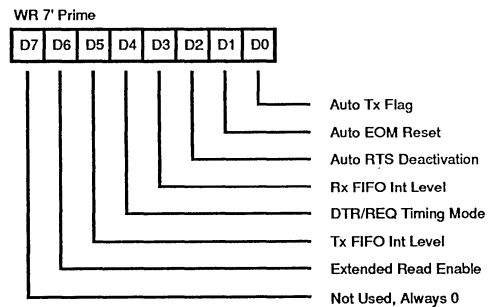 WR 7' Prime
D7 D6 D5 D4 D3 D2 D1 D0
Auto Tx Flag
Auto EOM Reset
Auto RTS Deactivation
Rx FIFO Int Level
DTR/REQ Timing Mode
Tx FIFO Int Level
Extended Read Enable
Not Used, Always 0